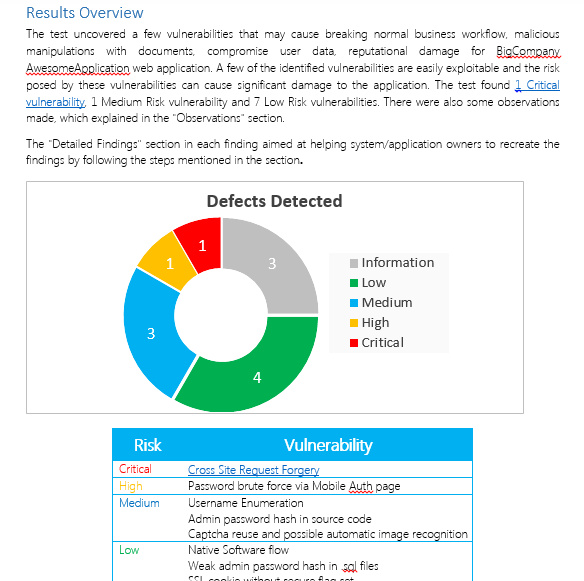 Results Overview
The test uncovered a few vulnerabilities that may cause breaking normal business workflow, malicious
manipulations with documents, compromise user data, reputational damage for BigCompany
AwesomeApplication web application. A few of the identified vulnerabilities are easily exploitable and the risk
posed by these vulnerabilities can cause significant damage to the application. The test found 1 Critical
vulnerability, 1 Medium Risk vulnerability and 7 Low Risk vulnerabilities. There were also some observations
made, which explained in the "Observations" section.
The "Detailed Findings" section in each finding aimed at helping system/application owners to recreate the
findings by following the steps mentioned in the section.
Defects Detected
1
1
3
3
4
Information
Low
Medium
High
Critical
Risk Vulnerability
Critical Cross Site Request Forgery
High Password brute force via Mobile Auth page
Medium Username Enumeration
Admin password hash in source code
Captcha reuse and possible automatic image recognition
Low Native Software flow
Weak admin password hash in .sql files
SSL cookie without secure flag set